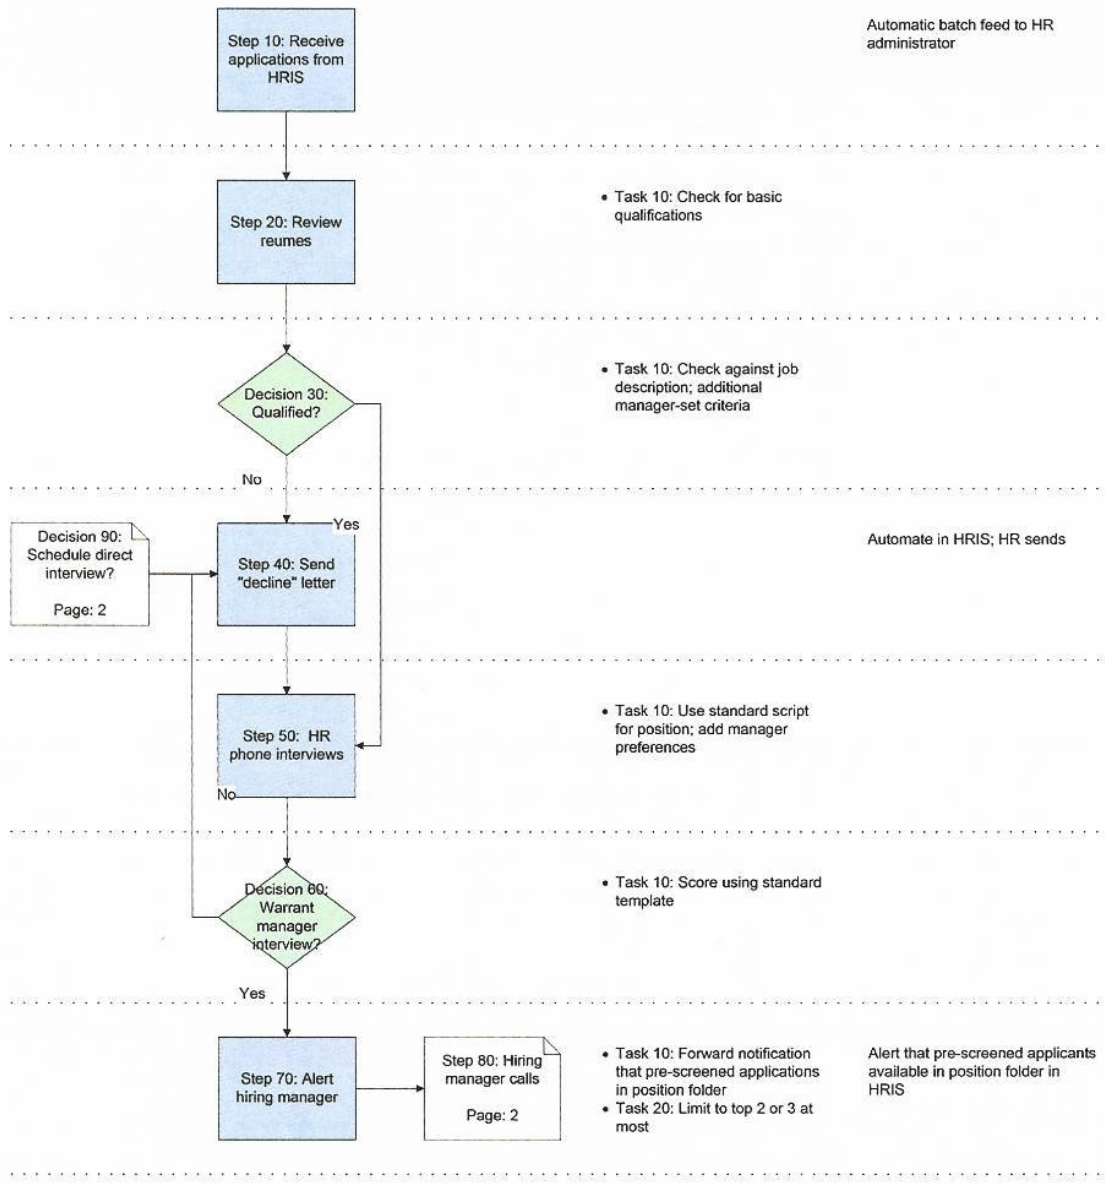 Step 10: Receive
applications from
HRIS
Automatic batch feed to HR
administrator
Step 20: Review
reumes
• Task 10: Check for basic
qualifications
Decision 30:
Qualified?
• Task 10: Check against job
description; additional
manager-set criteria
No
Yes
Decision 90:
Schedule direct
interview?
Page: 2
Step 40: Send
"decline" letter
Automate in HRIS; HR sends
Step 50: HR
phone interviews
• Task 10: Use standard script
for position; add manager
preferences
No
Decision 60:
Warrant
manager
interview?
• Task 10: Score using standard
template
Yes
Step 70: Alert
hiring manager
Step 80: Hiring
manager calls
Page: 2
• Task 10: Forward notification
that pre-screened applications
in position folder
• Task 20: Limit to top 2 or 3 at
most
Alert that pre-screened applicants
available in position folder in
HRIS